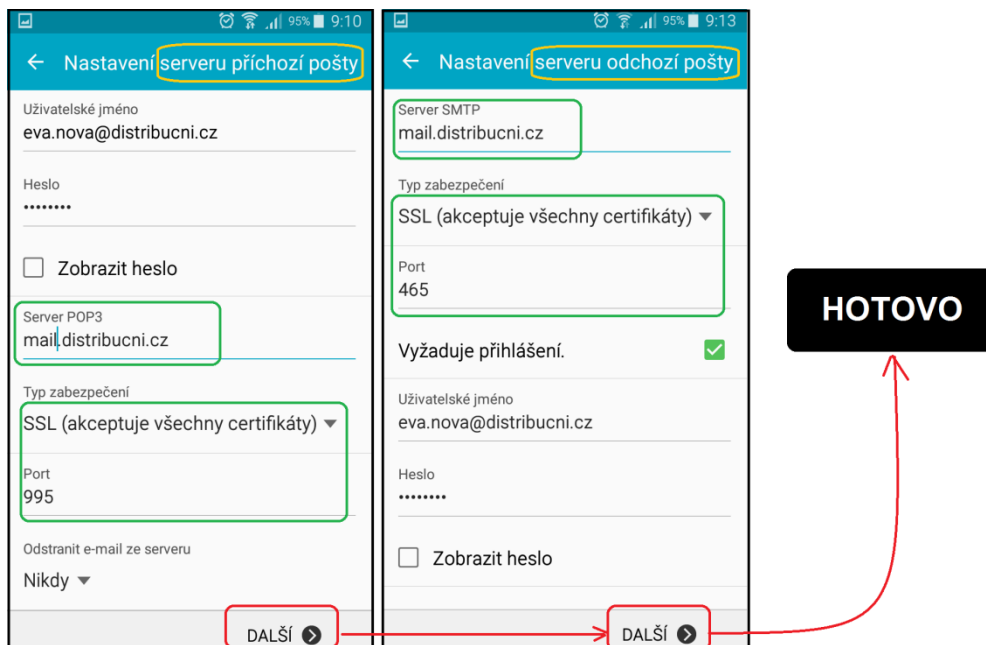 95% 9:10
Nastavení serveru příchozí pošty
Uživatelské jméno
eva.nova@distribucni.cz
Heslo
••••••••
Zobrazit heslo
Server POP3
mail.distribucni.cz
Typ zabezpečení
SSL (akceptuje všechny certifikáty)
Port
995
Odstranit e-mail ze serveru
Nikdy
DALŠÍ
95% 9:13
Nastavení serveru odchozí pošty
Server SMTP
mail.distribucni.cz
Typ zabezpečení
SSL (akceptuje všechny certifikáty)
Port
465
Vyžaduje přihlášení.
Uživatelské jméno
eva.nova@distribucni.cz
Heslo
••••••••
Zobrazit heslo
DALŠÍ
HOTOVO